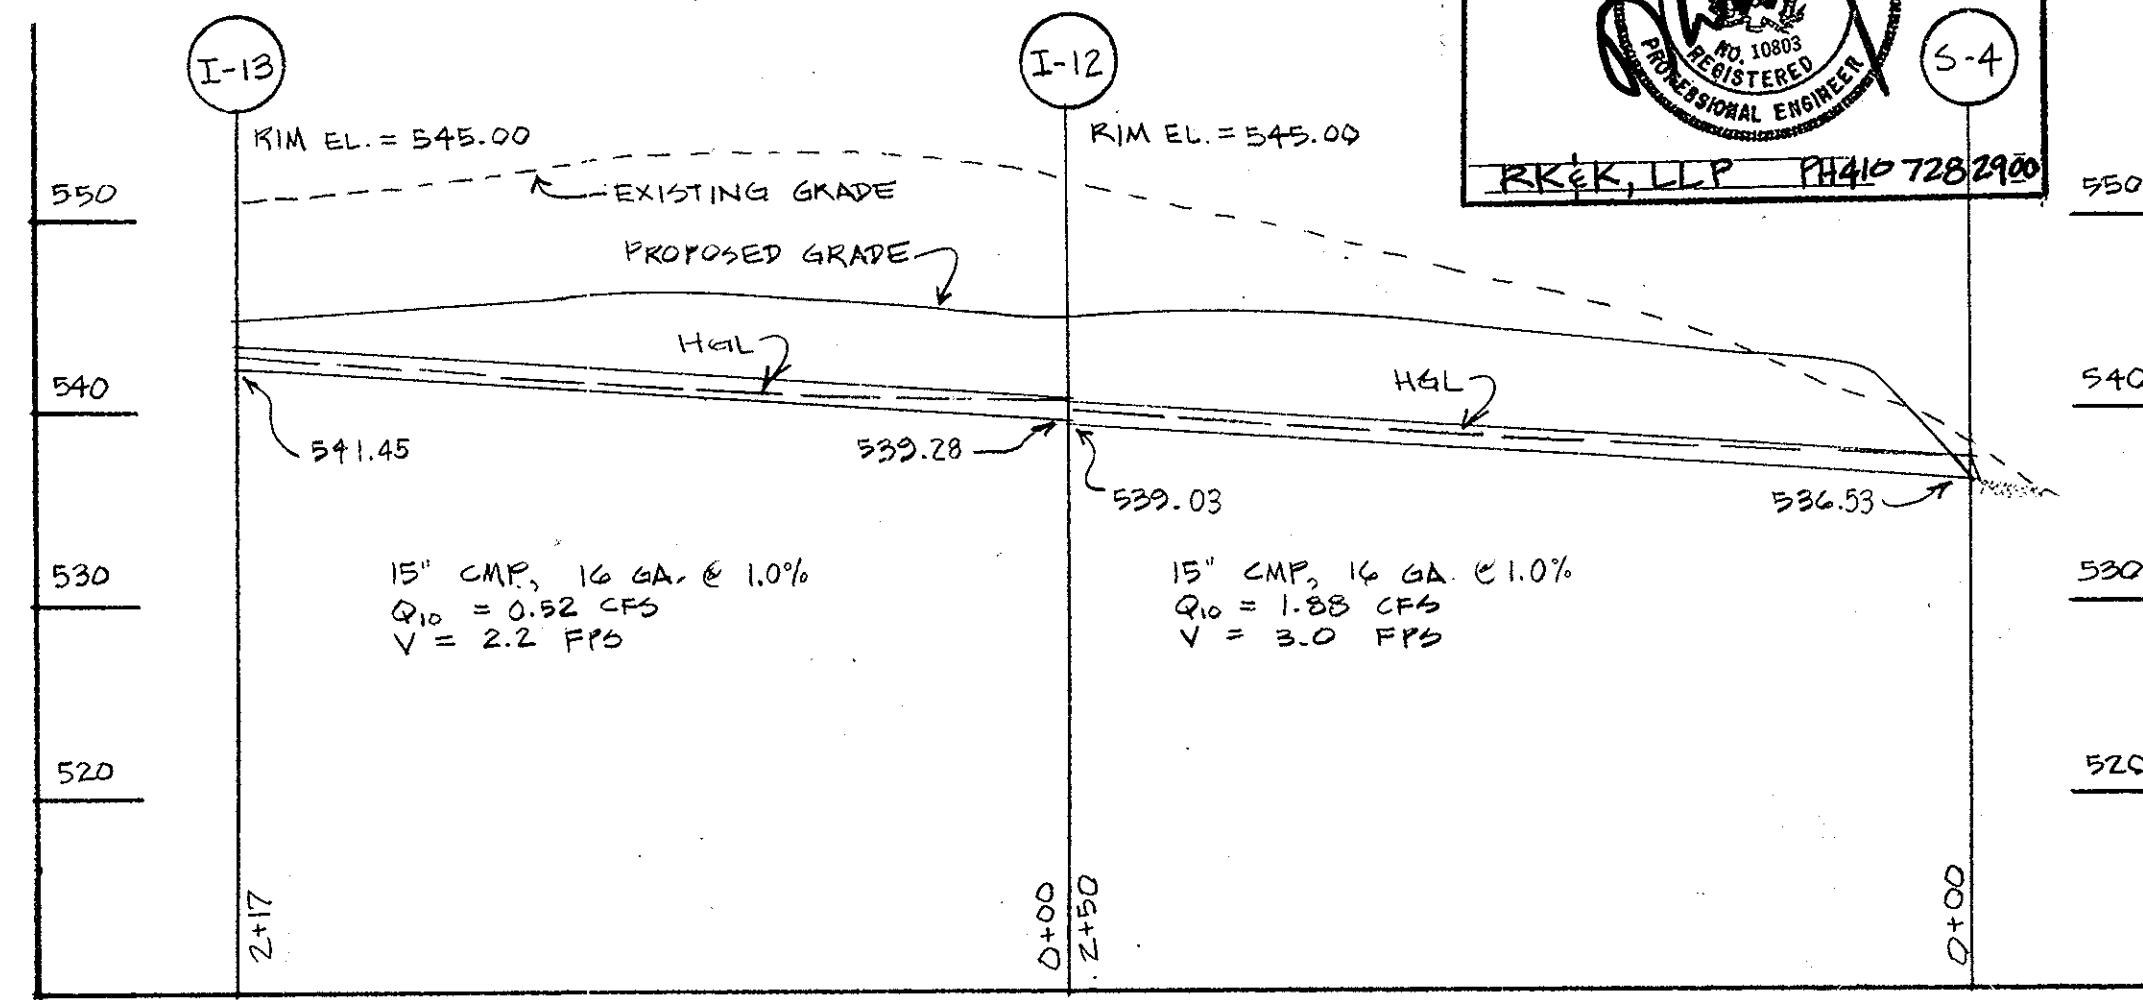 I-13
I-12
S-4
NO. 10803
REGISTERED
PROFESSIONAL ENGINEER
RIM EL. = 545.00
RIM EL. = 545.00
RK&K, LLP PH410 728 2900
550
EXISTING GRADE
550
PROPOSED GRADE
HGL
HGL
540
540
541.45
539.28
539.03
536.53
530
15" CMP, 16 GA. @ 1.0%
Q10 = 0.52 CFS
V = 2.2 FPS
15" CMP, 16 GA. @ 1.0%
Q10 = 1.88 CFS
V = 3.0 FPS
530
520
520
2+17
0+00
2+50
0+00